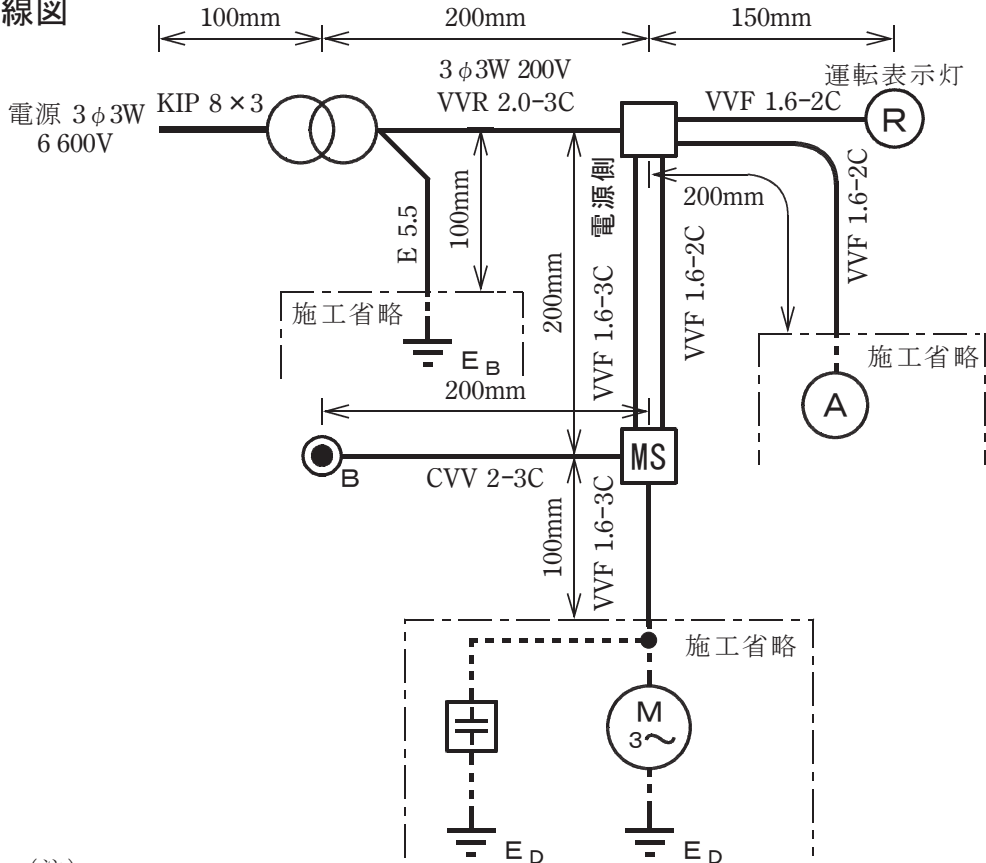 線図
100mm
200mm
150mm
3φ3W 200V
VVR 2.0-3C
運転表示灯
電源 3φ3W
6 600V
KIP 8×3
VVF 1.6-2C
R
E 5.5
100mm
200mm
電源側
VVF 1.6-3C
VVF 1.6-2C
200mm
VVF 1.6-2C
施工省略
E B
施工省略
A
200mm
B
CVV 2-3C
MS
100mm
VVF 1.6-3C
施工省略
M
3〜
E D
E D